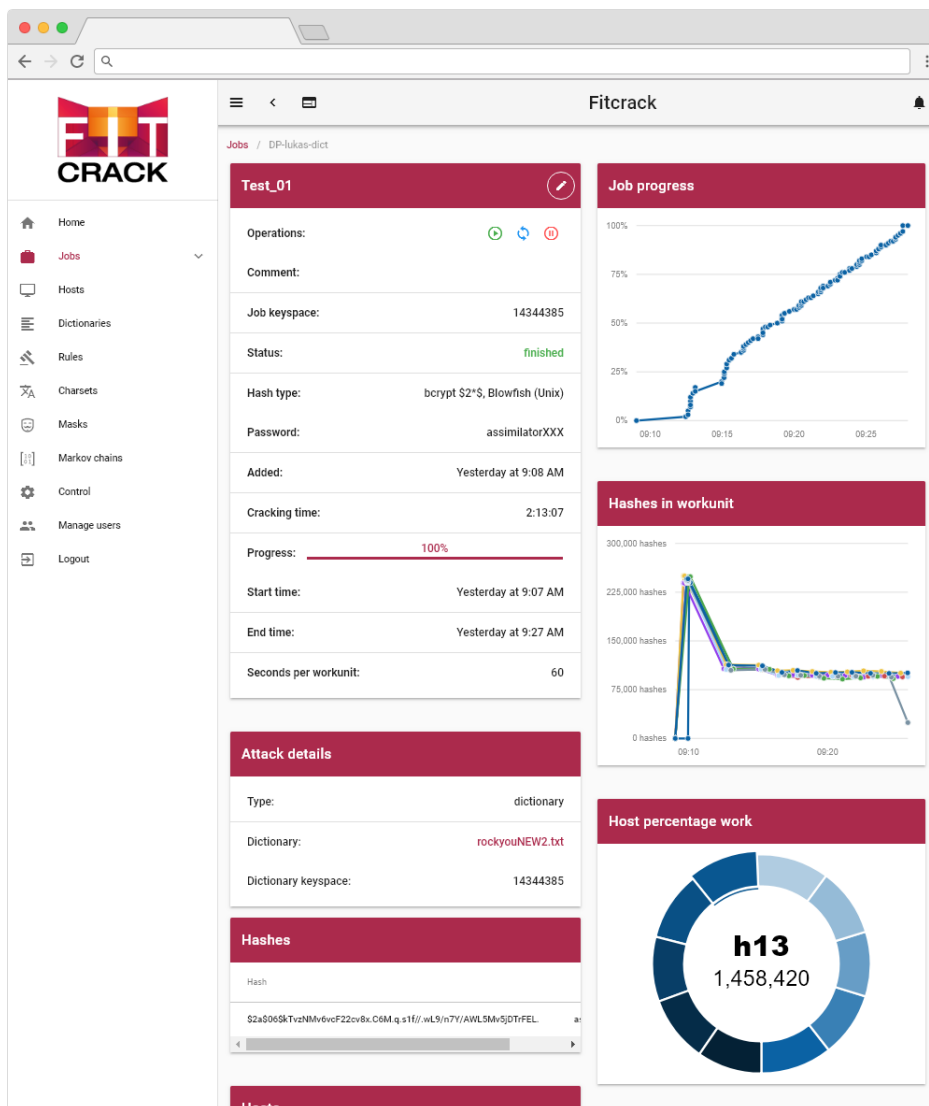 Fitcrack
FIT
CRACK
Home
Jobs
Hosts
Dictionaries
Rules
Charsets
Masks
Markov chains
Control
Manage users
Logout
Jobs / DP-lukas-dict
Test_01
Operations:
Comment:
Job keyspace: 14344385
Status: finished
Hash type: bcrypt $2*$, Blowfish (Unix)
Password: assimilatorXXX
Added: Yesterday at 9:08 AM
Cracking time: 2:13:07
Progress: 100%
Start time: Yesterday at 9:07 AM
End time: Yesterday at 9:27 AM
Seconds per workunit: 60
Attack details
Type: dictionary
Dictionary: rockyouNEW2.txt
Dictionary keyspace: 14344385
Hashes
Hash
$2a$06$kTvzNMv6vcF22cv8x.C6M.q.s1f//.wL9/n7Y/AWL5Mv5jDTrFEL.
Job progress
100%
75%
50%
25%
0%
09:10 09:15 09:20 09:25
Hashes in workunit
300,000 hashes
225,000 hashes
150,000 hashes
75,000 hashes
0 hashes
09:10 09:20
Host percentage work
h13
1,458,420